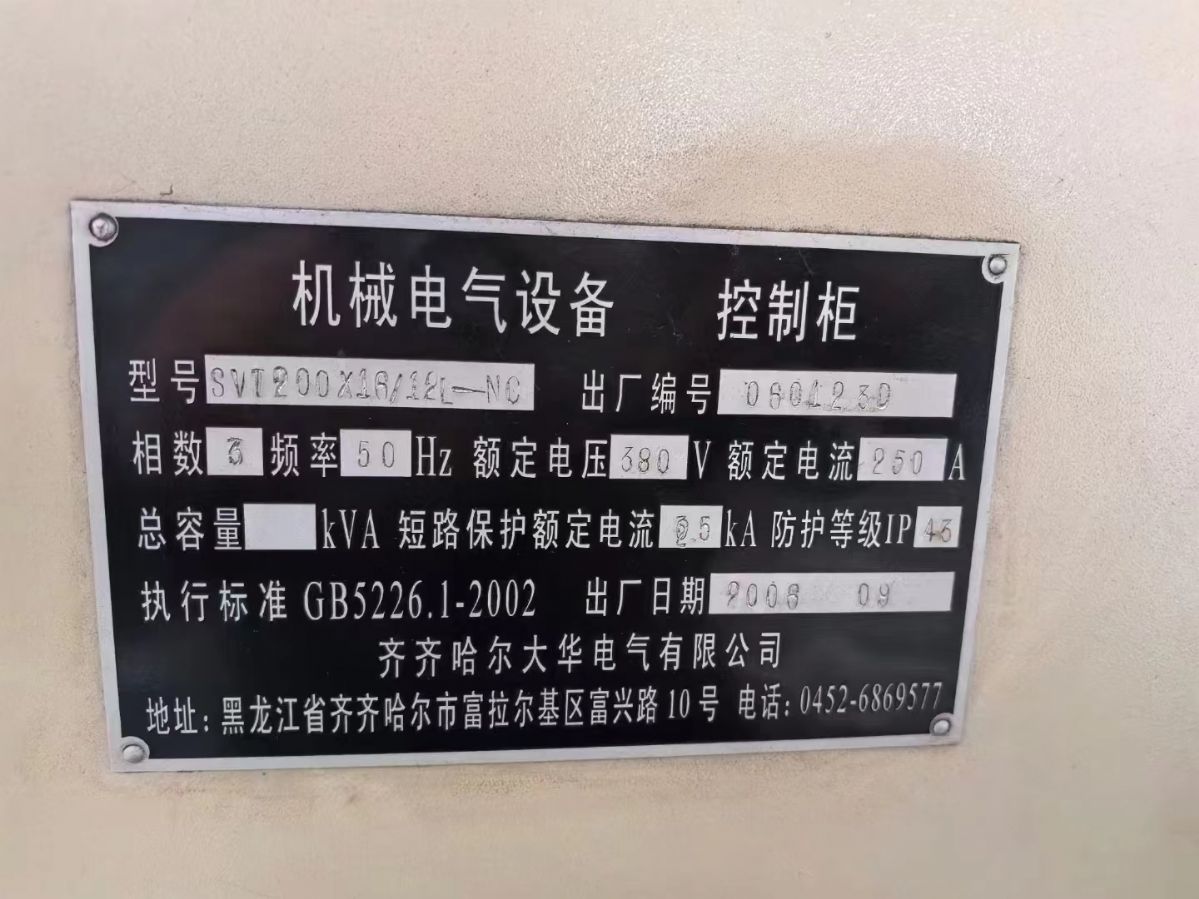 机械电气设备 控制柜
型号 SVT200X16/12L-NC 出厂编号 060123D
相数 3 频率 50 Hz 额定电压 380 V 额定电流 250 A
总容量 kVA 短路保护额定电流 25 kA 防护等级IP 43
执行标准 GB5226.1-2002 出厂日期 2006 09
齐齐哈尔大华电气有限公司
地址: 黑龙江省齐齐哈尔市富拉尔基区富兴路10号 电话: 0452-6869577